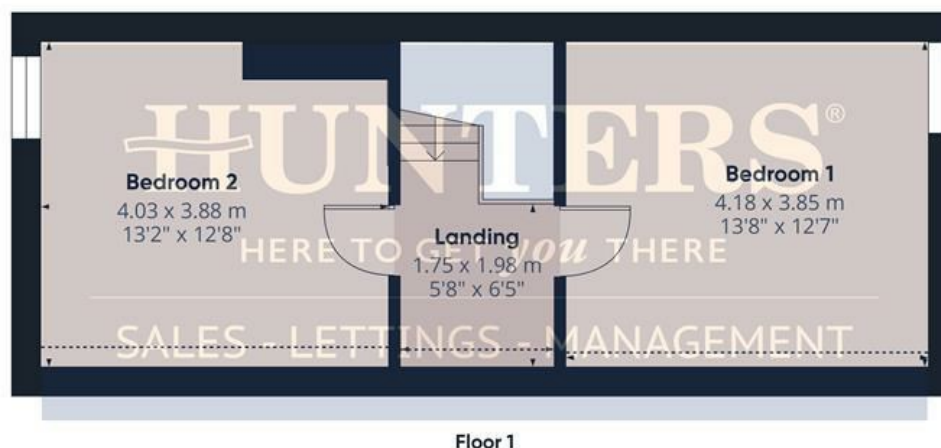 HUNTERS®
HERE TO GET you THERE
SALES - LETTINGS - MANAGEMENT
Bedroom 2
4.03 x 3.88 m
13'2" x 12'8"
Landing
1.75 x 1.98 m
5'8" x 6'5"
Bedroom 1
4.18 x 3.85 m
13'8" x 12'7"
Floor 1